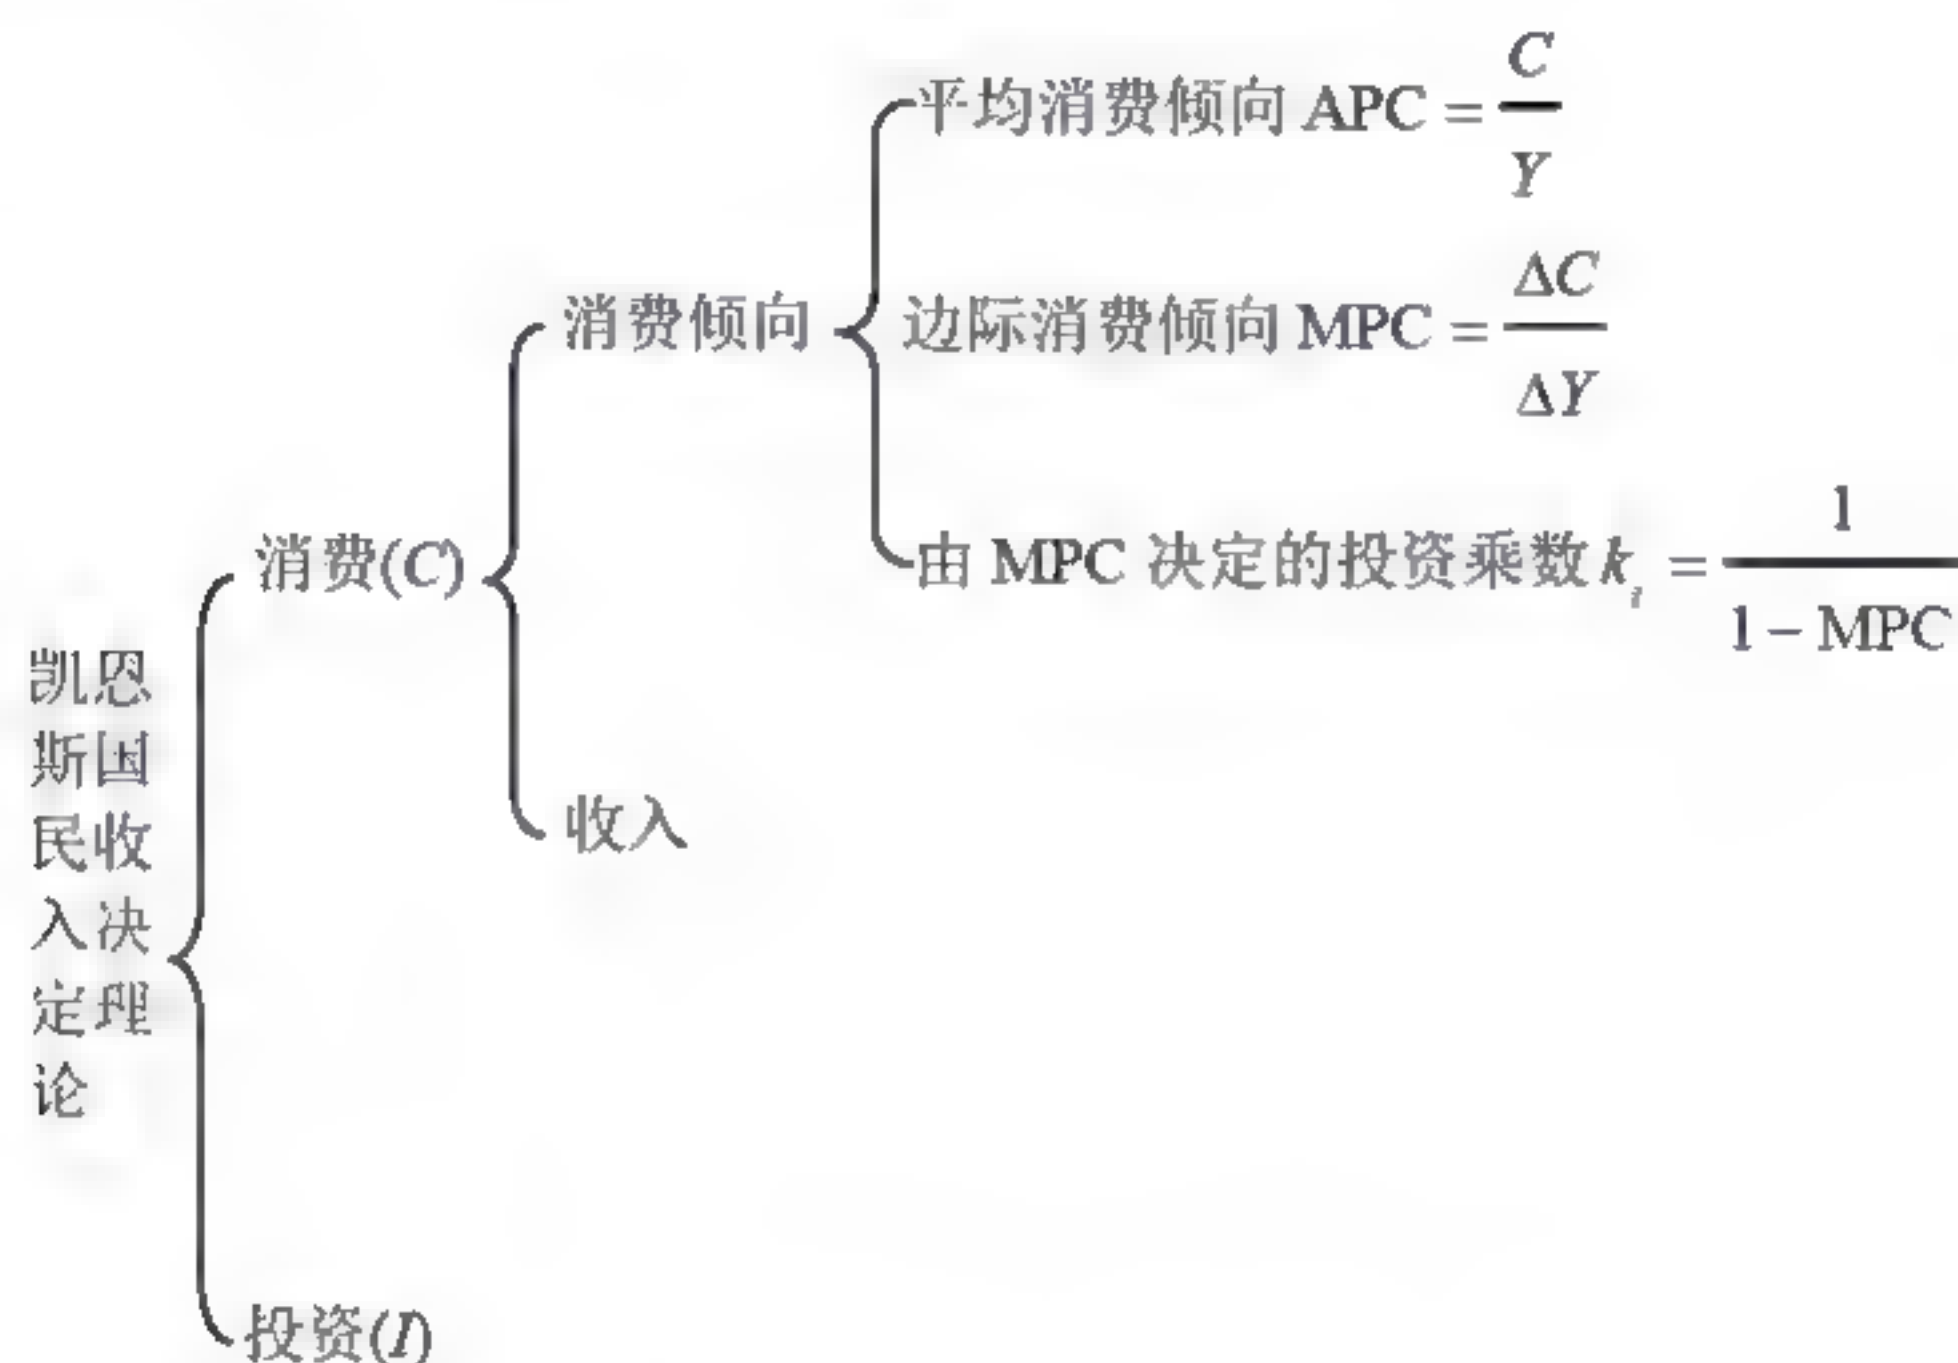 平均消费倾向 APC = C/Y
消费倾向
边际消费倾向 MPC = ΔC/ΔY
消费(C)
由 MPC 决定的投资乘数 k_i = 1/(1 − MPC)
凯恩
斯国
民收
入决
定理
论
收入
投资(I)